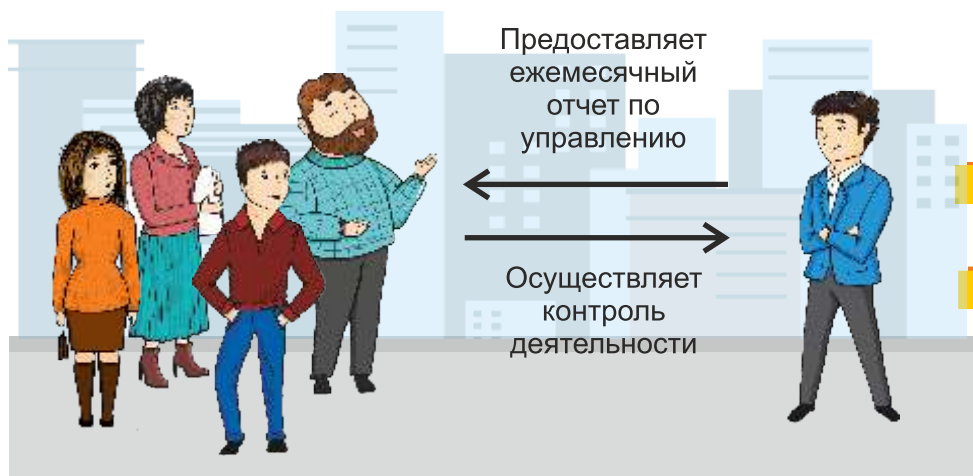 Предоставляет
ежемесячный
отчет по
управлению
Осуществляет
контроль
деятельности